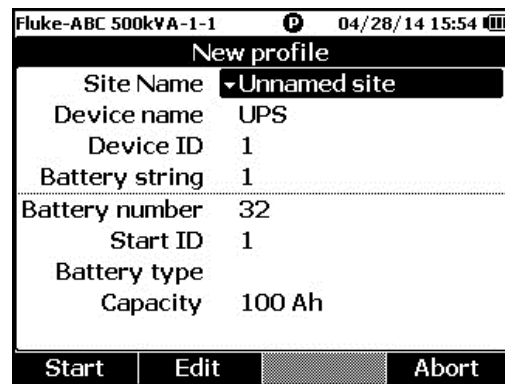 Fluke-ABC 500kVA-1-1 P 04/28/14 15:54
New profile
Site Name Unnamed site
Device name UPS
Device ID 1
Battery string 1
Battery number 32
Start ID 1
Battery type
Capacity 100 Ah
Start Edit Abort